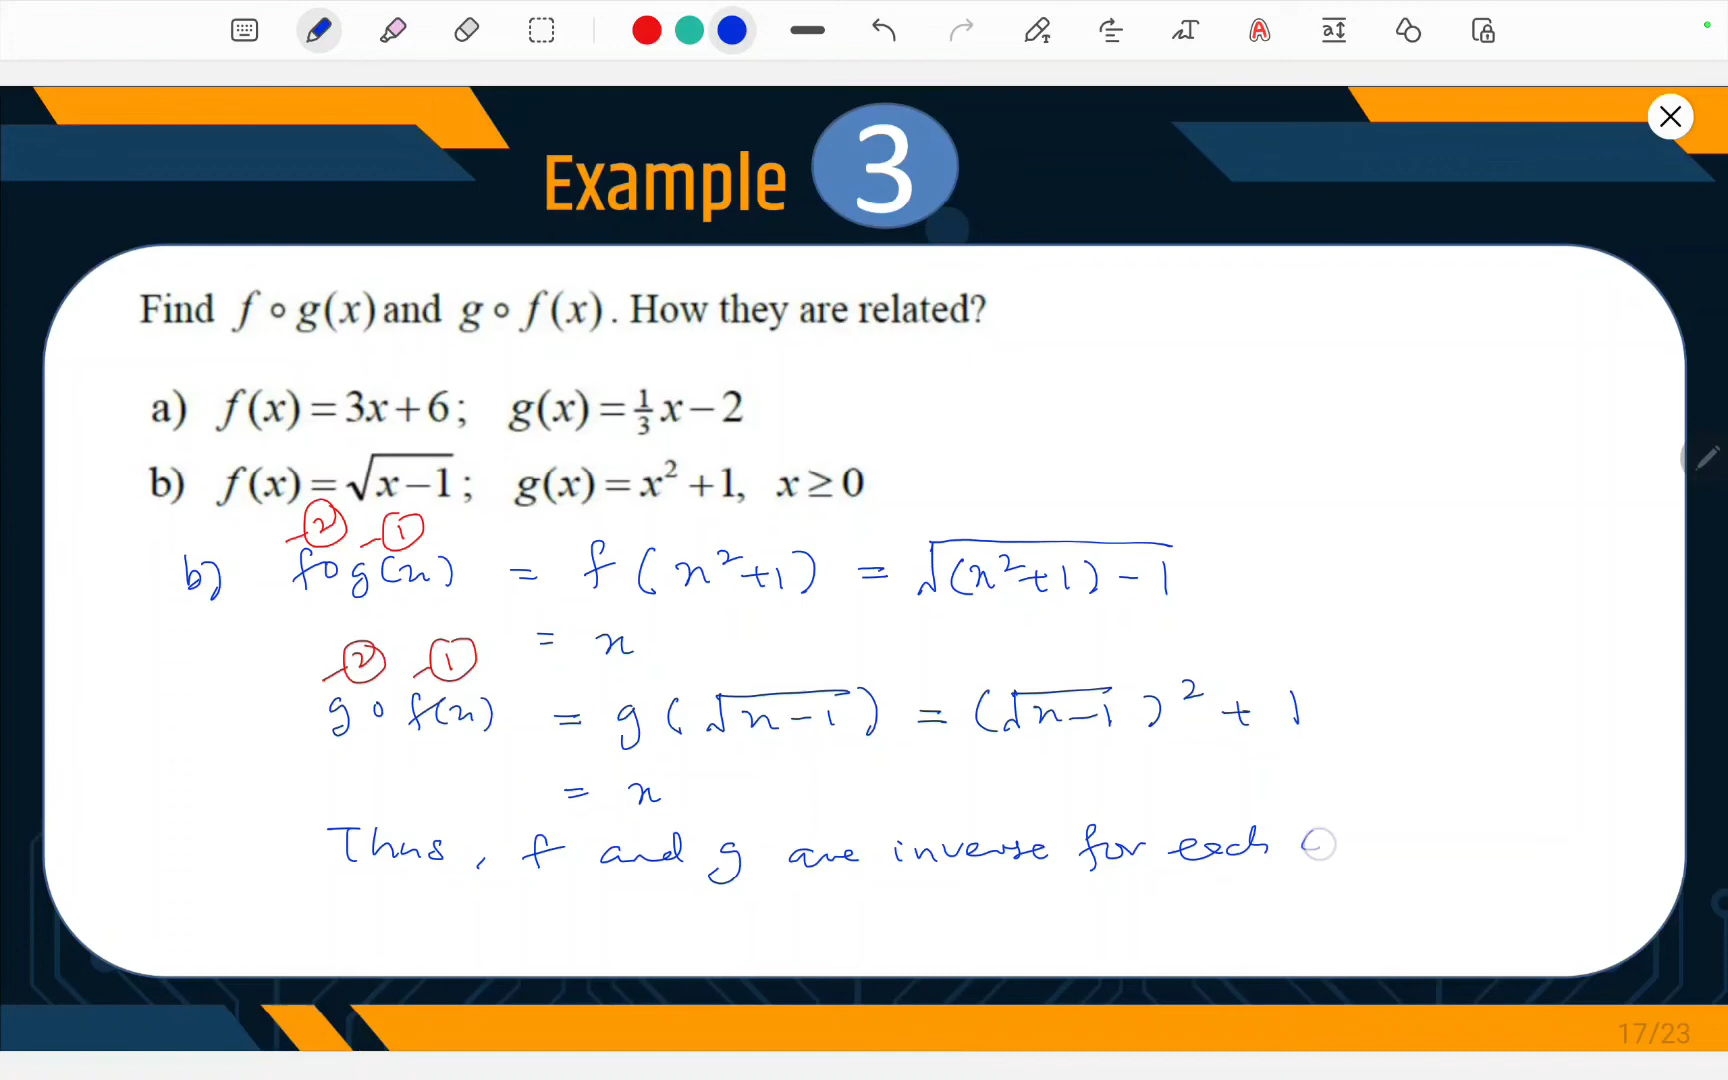 Example 3
Find f ∘ g(x) and g ∘ f(x). How they are related?
a) f(x) = 3x + 6; g(x) = 1/3 x − 2
b) f(x) = √(x−1); g(x) = x² + 1, x ≥ 0
② ①
b) fog(x) = f(x²+1) = √((x²+1) − 1)
= x
② ①
g o f(x) = g(√(x−1)) = (√(x−1))² + 1
= x
Thus, f and g are inverse for each
17/23